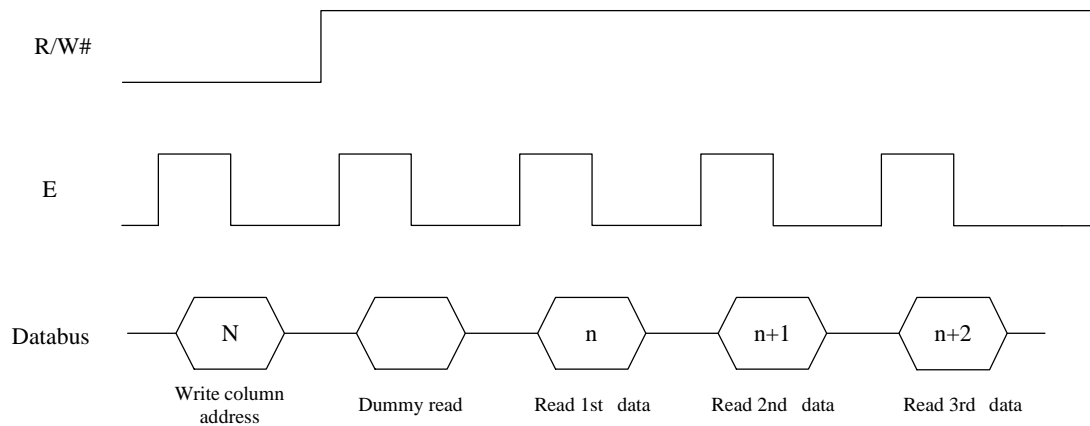 R/W#
E
Databus
N
n
n+1
n+2
Write column
address
Dummy read
Read 1st data
Read 2nd data
Read 3rd data